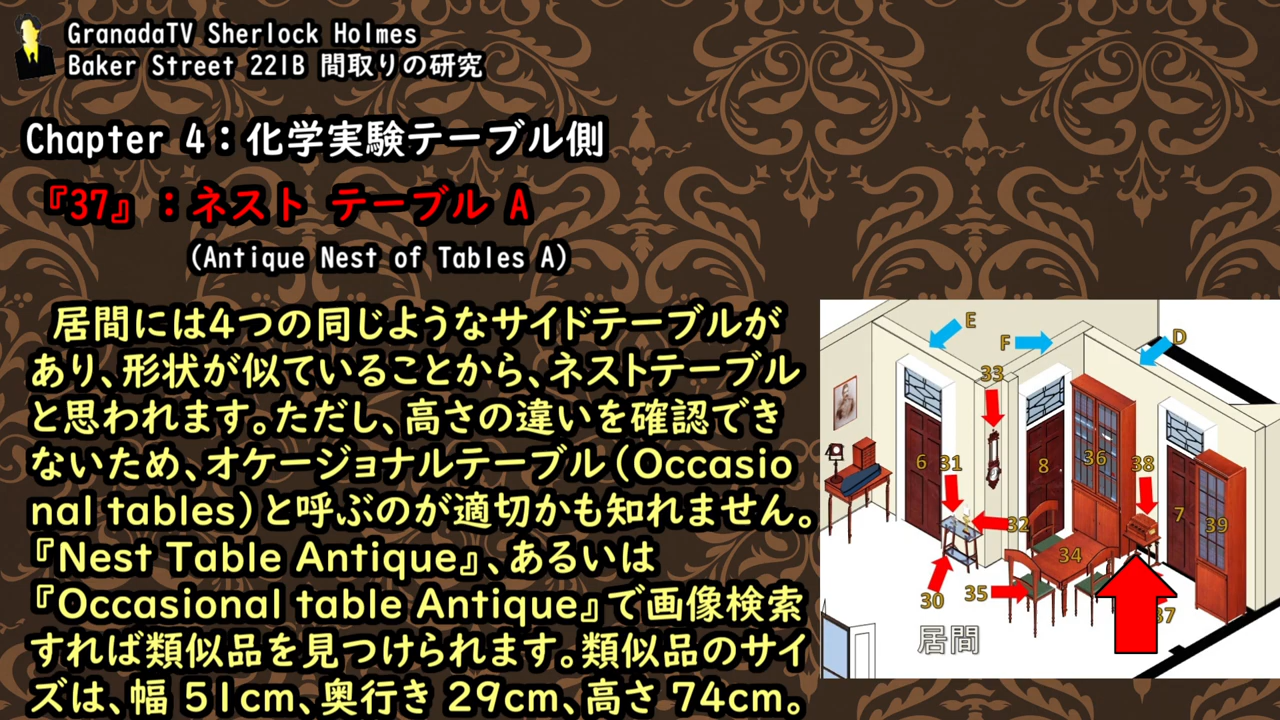 GranadaTV Sherlock Holmes
Baker Street 221B 間取りの研究
Chapter 4：化学実験テーブル側
『37』：ネスト テーブル A
(Antique Nest of Tables A)
居間には4つの同じようなサイドテーブルが
あり、形状が似ていることから、ネストテーブル
と思われます。ただし、高さの違いを確認でき
ないため、オケージョナルテーブル（Occasio
nal tables）と呼ぶのが適切かも知れません。
『Nest Table Antique』、あるいは
『Occasional table Antique』で画像検索
すれば類似品を見つけられます。類似品のサイ
ズは、幅 51cm、奥行き 29cm、高さ 74cm。
E
F
D
33
6
31
8
36
38
7
39
32
34
30
35
37
居間